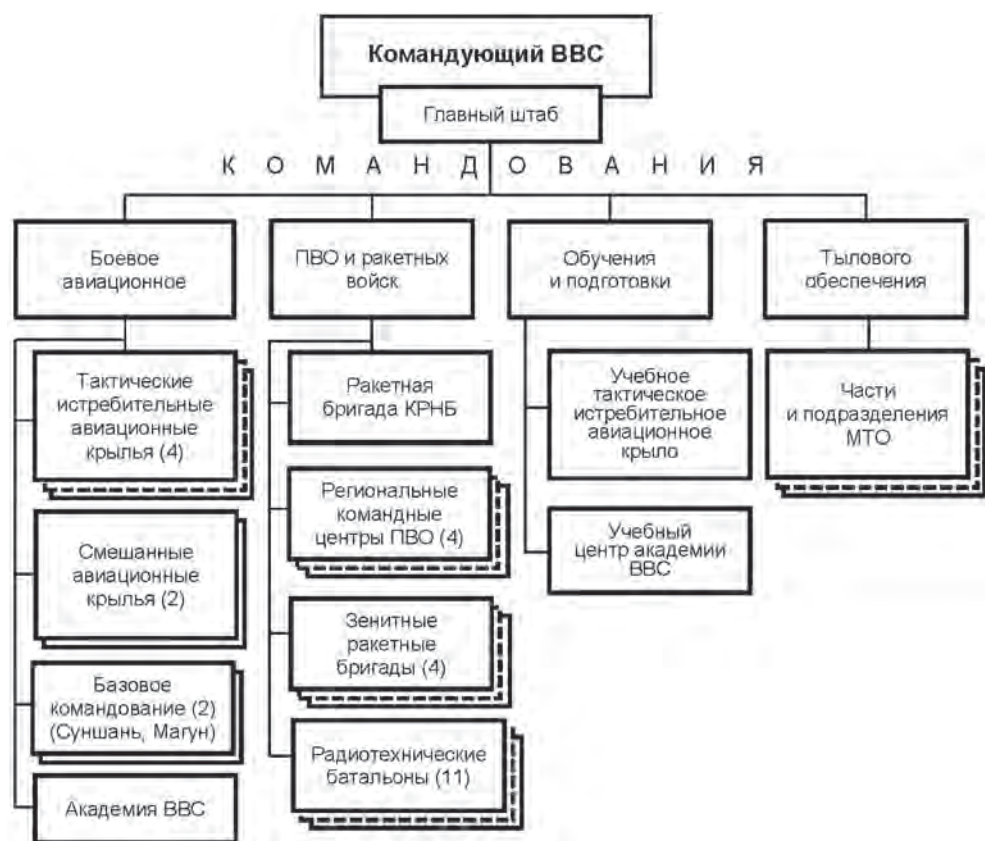 Командующий ВВС
Главный штаб
КОМАНДОВАНИЯ
Боевое
авиационное
ПВО и ракетных
войск
Обучения
и подготовки
Тылового
обеспечения
Тактические
истребительные
авиационные
крылья (4)
Смешанные
авиационные
крылья (2)
Базовое
командование (2)
(Суншань, Магун)
Академия ВВС
Ракетная
бригада КРНБ
Региональные
командные
центры ПВО (4)
Зенитные
ракетные
бригады (4)
Радиотехнические
батальоны (11)
Учебное
тактическое
истребительное
авиационное
крыло
Учебный
центр академии
ВВС
Части
и подразделения
МТО